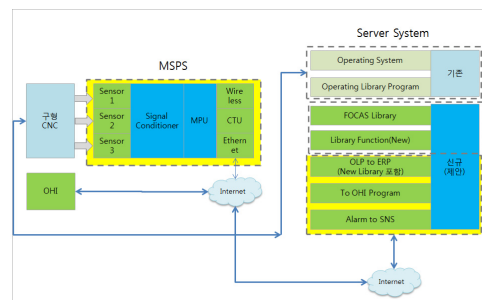 Server System
MSPS
Operating System
Operating Library Program
기존
구형
CNC
Sensor
1
Sensor
2
Sensor
3
Signal
Conditioner
MPU
Wire
less
CTU
Ethern
et
FOCAS Library
Library Function(New)
OLP to ERP
(New Library 포함)
To OHI Program
Alarm to SNS
신규
(제안)
OHI
Internet
Internet